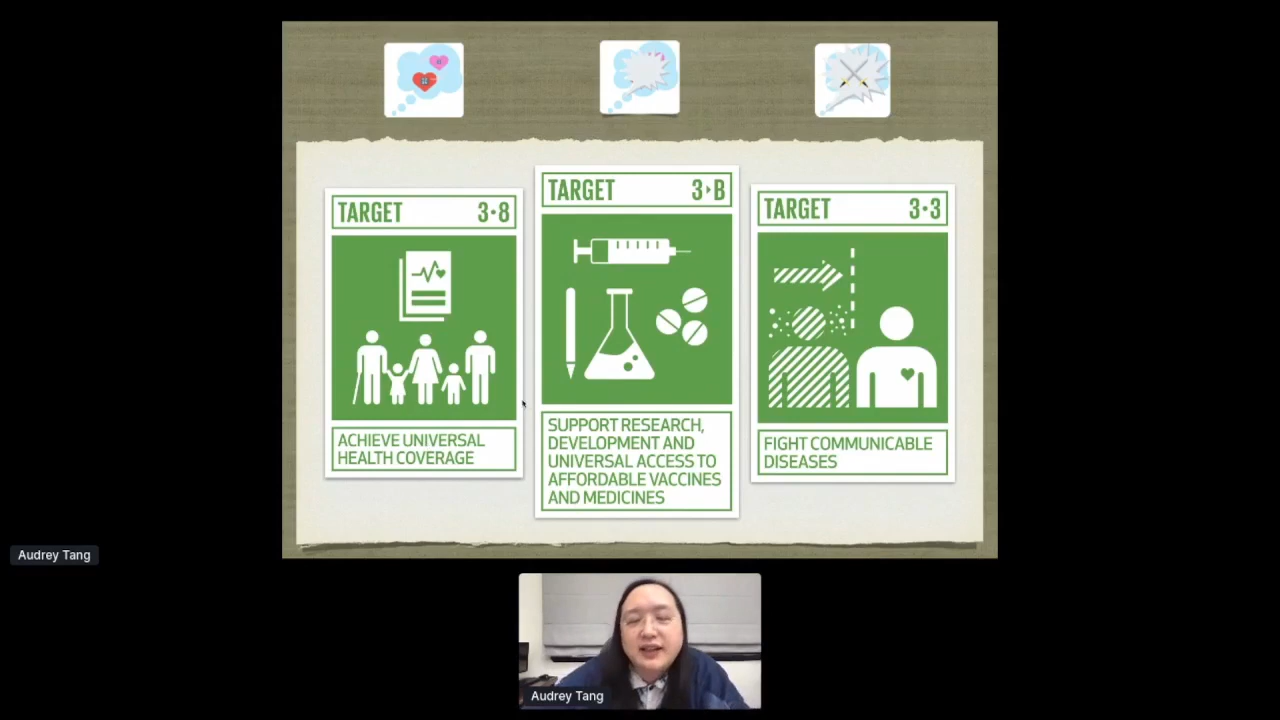 TARGET 3·8
ACHIEVE UNIVERSAL
HEALTH COVERAGE
TARGET 3·B
SUPPORT RESEARCH,
DEVELOPMENT AND
UNIVERSAL ACCESS TO
AFFORDABLE VACCINES
AND MEDICINES
TARGET 3·3
FIGHT COMMUNICABLE
DISEASES
Audrey Tang
Audrey Tang